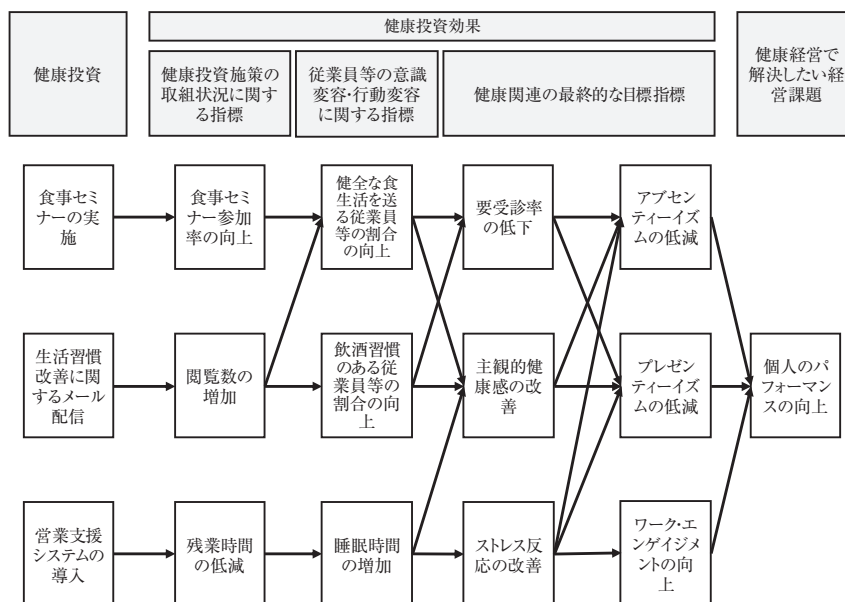 健康投資
健康投資効果
健康投資施策の
取組状況に関す
る指標
従業員等の意識
変容・行動変容
に関する指標
健康関連の最終的な目標指標
健康経営で
解決したい経
営課題
食事セミ
ナーの実
施
食事セミ
ナー参加
率の向上
健全な食
生活を送
る従業員
等の割合
の向上
要受診率
の低下
アブセン
ティーイズ
ムの低減
生活習慣
改善に関
するメール
配信
閲覧数の
増加
飲酒習慣
のある従
業員等の
割合の向
上
主観的健
康感の改
善
プレゼン
ティーイズ
ムの低減
個人のパ
フォーマン
スの向上
営業支援
システムの
導入
残業時間
の低減
睡眠時間
の増加
ストレス反
応の改善
ワーク・エ
ンゲイジメ
ントの向
上